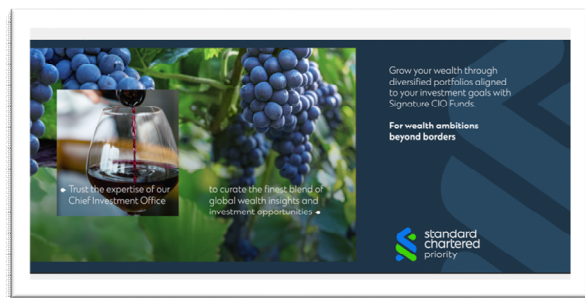 Trust the expertise of our
Chief Investment Office
to curate the finest blend of
global wealth insights and
investment opportunities
Grow your wealth through
diversified portfolios aligned
to your investment goals with
Signature CIO Funds.
For wealth ambitions
beyond borders
standard
chartered
priority